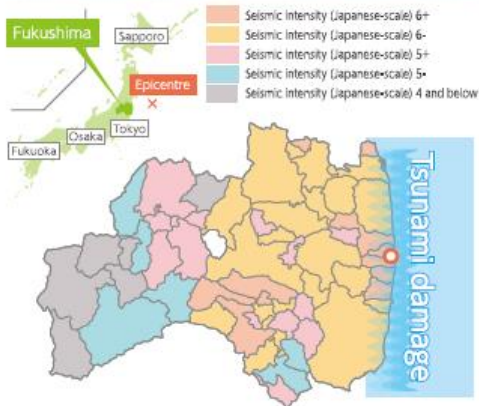 Fukushima
Sapporo
Epicentre
Tokyo
Osaka
Fukuoka
Seismic Intensity (Japanese-scale) 6+
Seismic Intensity (Japanese-scale) 6-
Seismic Intensity (Japanese-scale) 5+
Seismic Intensity (Japanese-scale) 5-
Seismic Intensity (Japanese-scale) 4 and below
Tsunami damage